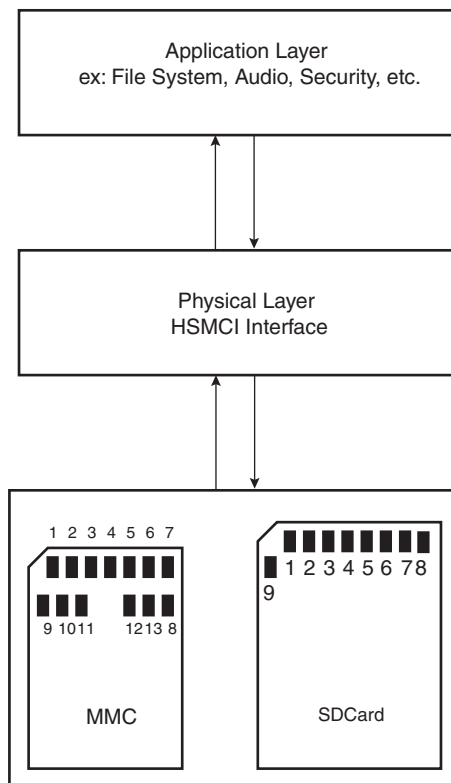 Application Layer
ex: File System, Audio, Security, etc.
Physical Layer
HSMCI Interface
1 2 3 4 5 6 7
9 10 11 12 13 8
MMC
1 2 3 4 5 6 7 8
9
SDCard